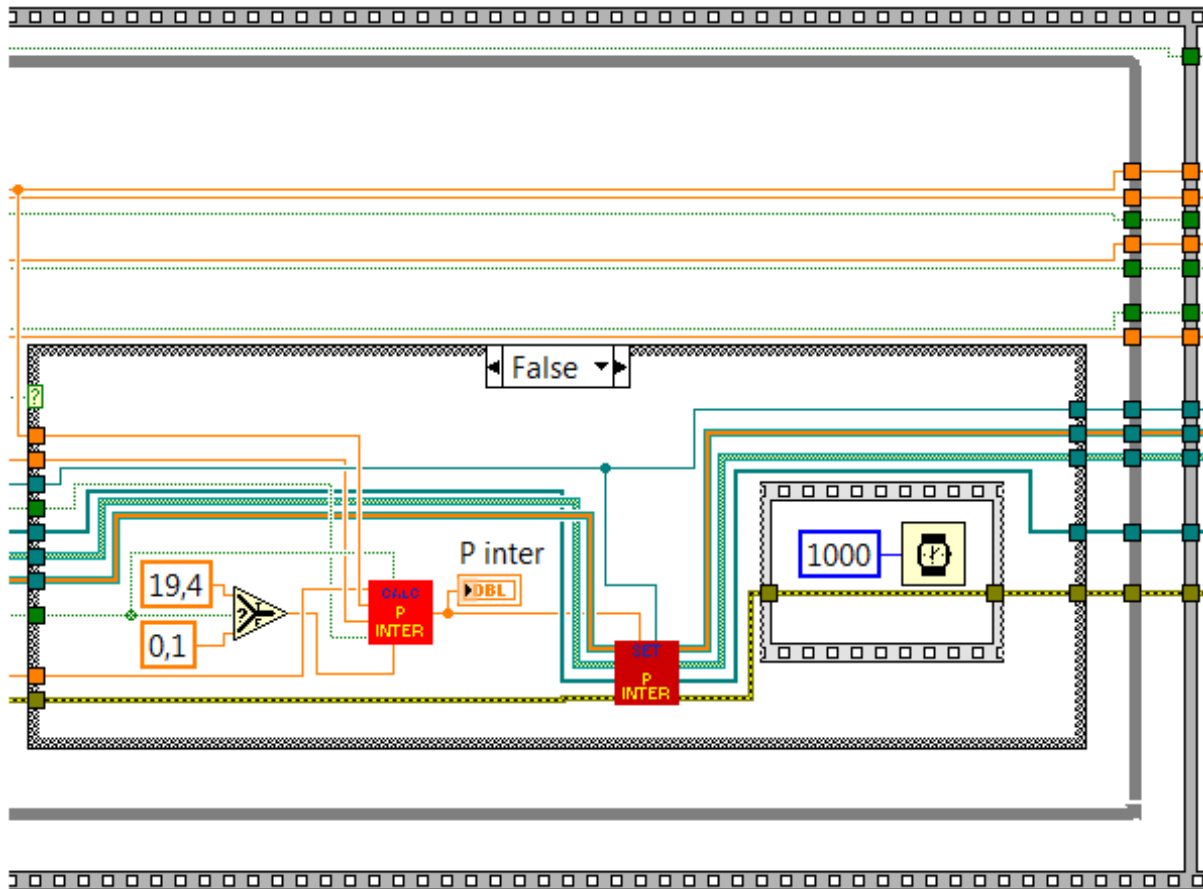 False
P inter
1000
19,4
DBL
CALC
P
INTER
0,1
SET
P
INTER